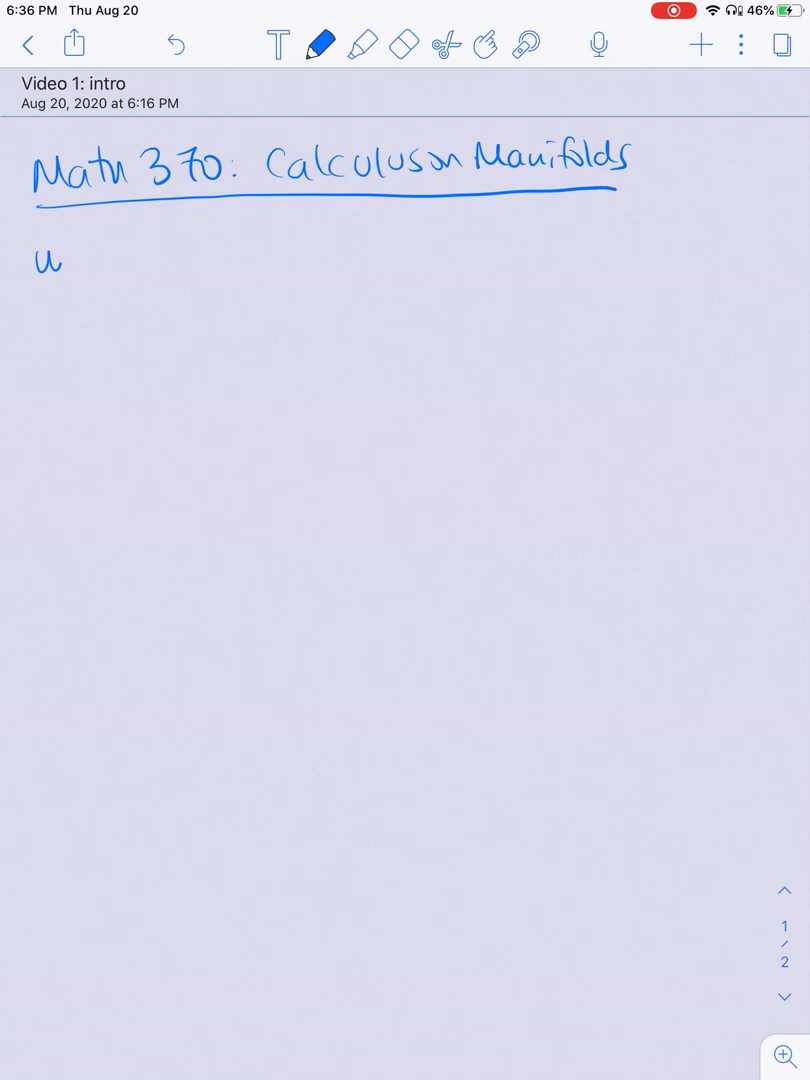 6:36 PM Thu Aug 20 46%
T
Video 1: intro
Aug 20, 2020 at 6:16 PM
Math 370: Calculus on Manifolds
u
1
/
2